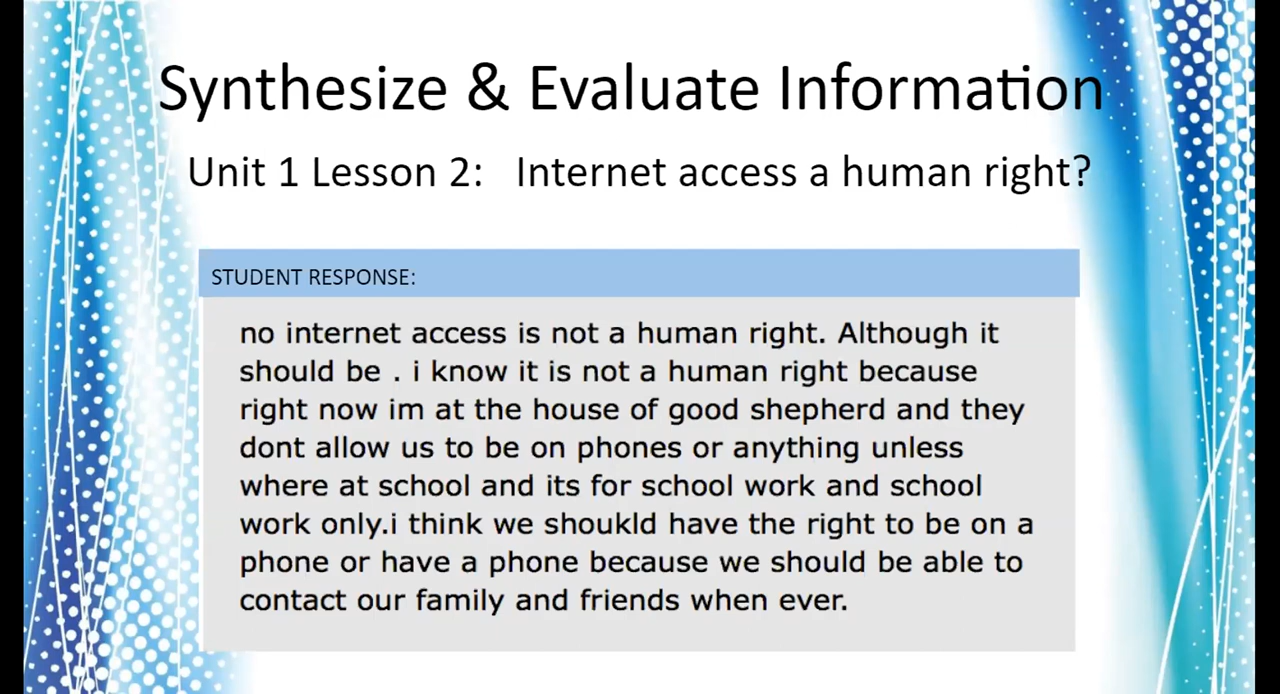 Synthesize & Evaluate Information
Unit 1 Lesson 2: Internet access a human right?
STUDENT RESPONSE:
no internet access is not a human right. Although it
should be . i know it is not a human right because
right now im at the house of good shepherd and they
dont allow us to be on phones or anything unless
where at school and its for school work and school
work only.i think we shoukld have the right to be on a
phone or have a phone because we should be able to
contact our family and friends when ever.